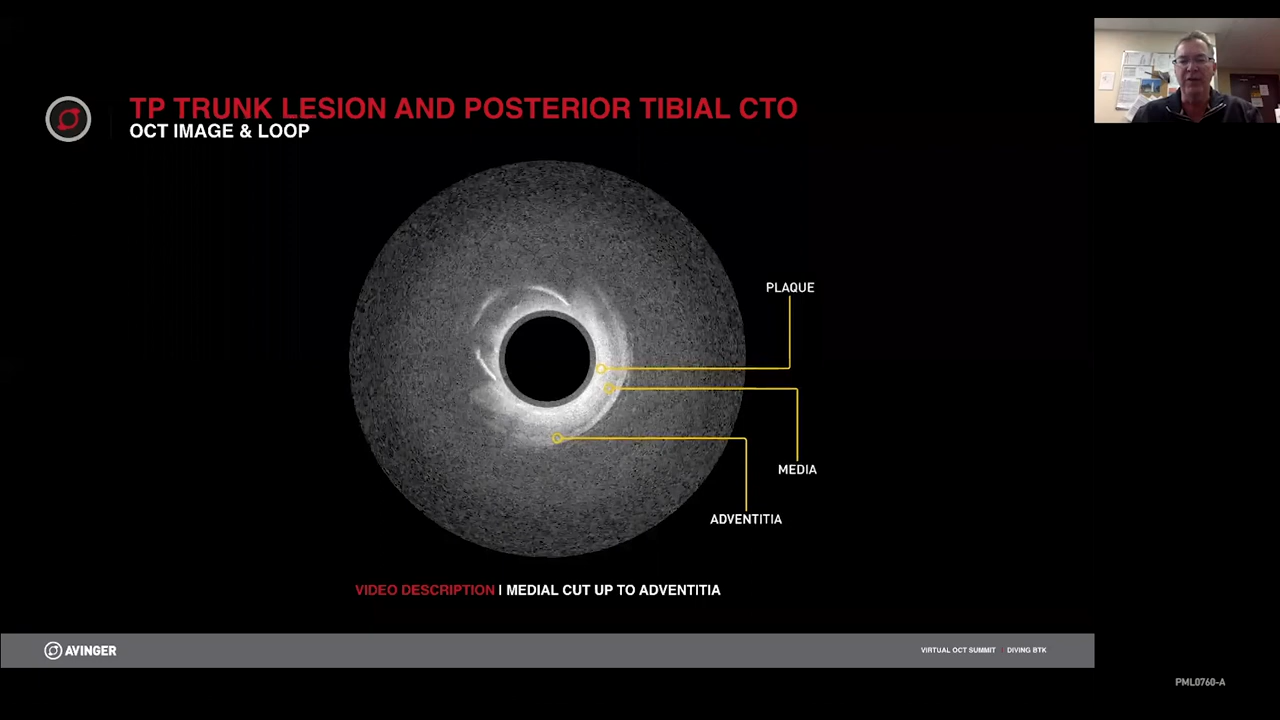 TP TRUNK LESION AND POSTERIOR TIBIAL CTO
OCT IMAGE & LOOP
PLAQUE
MEDIA
ADVENTITIA
VIDEO DESCRIPTION | MEDIAL CUT UP TO ADVENTITIA
AVINGER
VIRTUAL OCT SUMMIT | DIVING BTK
PML0760-A